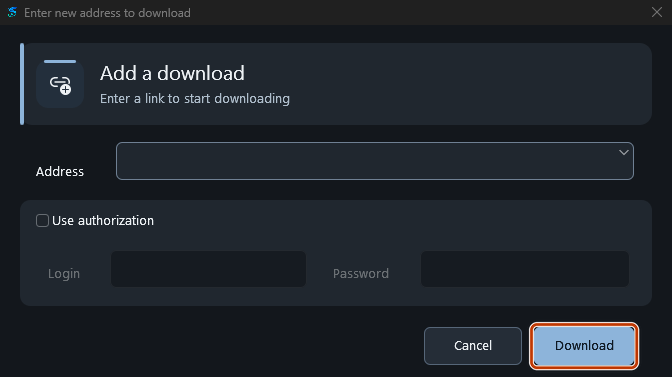 Enter new address to download
Add a download
Enter a link to start downloading
Address
Use authorization
Login
Password
Cancel
Download